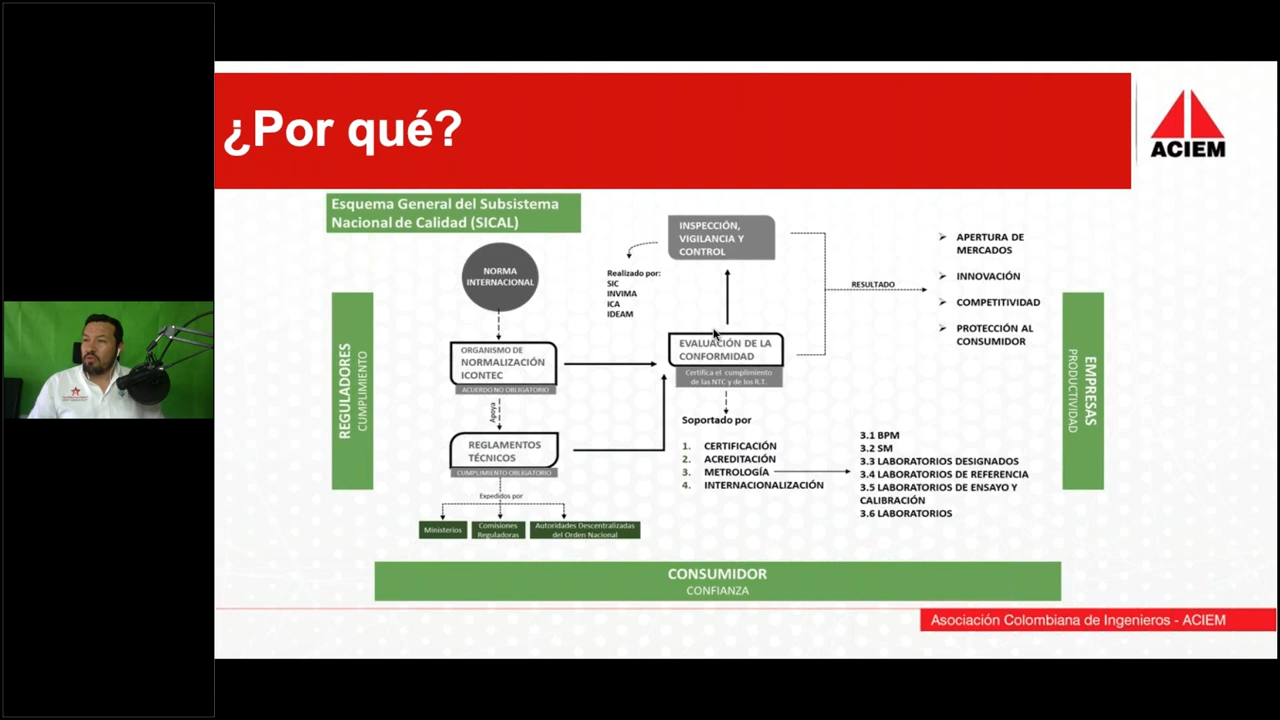 ¿Por qué?
ACIEM
Esquema General del Subsistema
Nacional de Calidad (SICAL)
NORMA
INTERNACIONAL
ORGANISMO DE
NORMALIZACIÓN
ICONTEC
ACUERDO NO OBLIGATORIO
Apoya
REGLAMENTOS
TÉCNICOS
CUMPLIMIENTO OBLIGATORIO
Expedidos por
Ministerios
Comisiones
Reguladoras
Autoridades Descentralizadas
del Orden Nacional
INSPECCIÓN,
VIGILANCIA Y
CONTROL
Realizado por:
SIC
INVIMA
ICA
IDEAM
EVALUACIÓN DE LA
CONFORMIDAD
Certifica el cumplimiento
de las NTC y de los R.T.
Soportado por
1. CERTIFICACIÓN
2. ACREDITACIÓN
3. METROLOGÍA
4. INTERNACIONALIZACIÓN
3.1 BPM
3.2 SM
3.3 LABORATORIOS DESIGNADOS
3.4 LABORATORIOS DE REFERENCIA
3.5 LABORATORIOS DE ENSAYO Y
CALIBRACIÓN
3.6 LABORATORIOS
RESULTADO
APERTURA DE
MERCADOS
INNOVACIÓN
COMPETITIVIDAD
PROTECCIÓN AL
CONSUMIDOR
REGULADORES
CUMPLIMIENTO
EMPRESAS
PRODUCTIVIDAD
CONSUMIDOR
CONFIANZA
Asociación Colombiana de Ingenieros - ACIEM